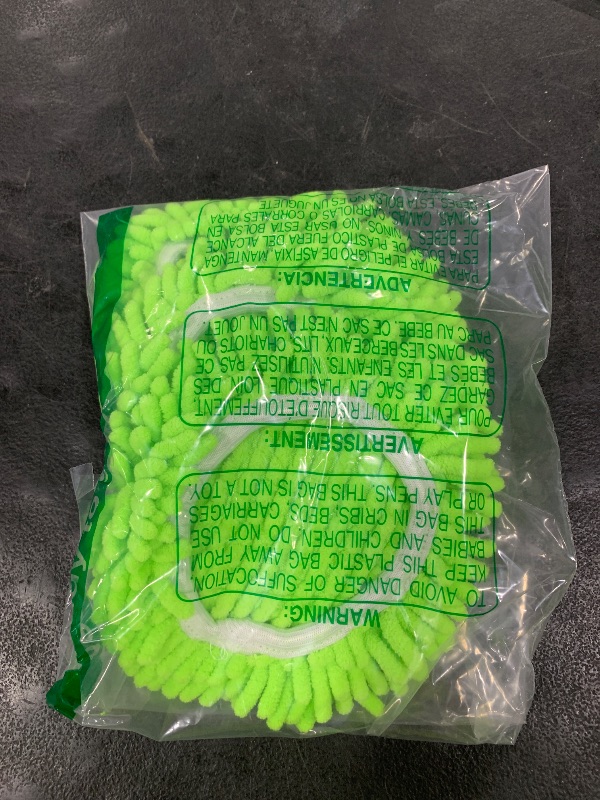 WARNING:
TO AVOID DANGER OF SUFFOCATION,
KEEP THIS PLASTIC BAG AWAY FROM
BABIES AND CHILDREN. DO NOT USE
THIS BAG IN CRIBS, BEDS, CARRIAGES
OR PLAY PENS. THIS BAG IS NOT A TOY.
AVERTISSEMENT:
POUR EVITER TOUT RISQUE D'ETOUFFEMENT
GARDEZ CE SAC EN PLASTIQUE LOIN DES
BEBES ET LES ENFANTS. N'UTILISEZ PAS CE
SAC DANS LES BERCEAUX, LITS, CHARIOTS OU
PARC AU BEBE. CE SAC N'EST PAS UN JOUET.
ADVERTENCIA:
PARA EVITAR EL PELIGRO DE ASFIXIA, MANTENGA
ESTA BOLSA DE PLASTICO FUERA DEL ALCANCE
DE BEBES Y NINOS. NO USAR ESTA BOLSA EN
CUNAS, CAMAS, CARRIOLAS O CORRALES PARA
BEBES. ESTA BOLSA NO ES UN JUGUETE